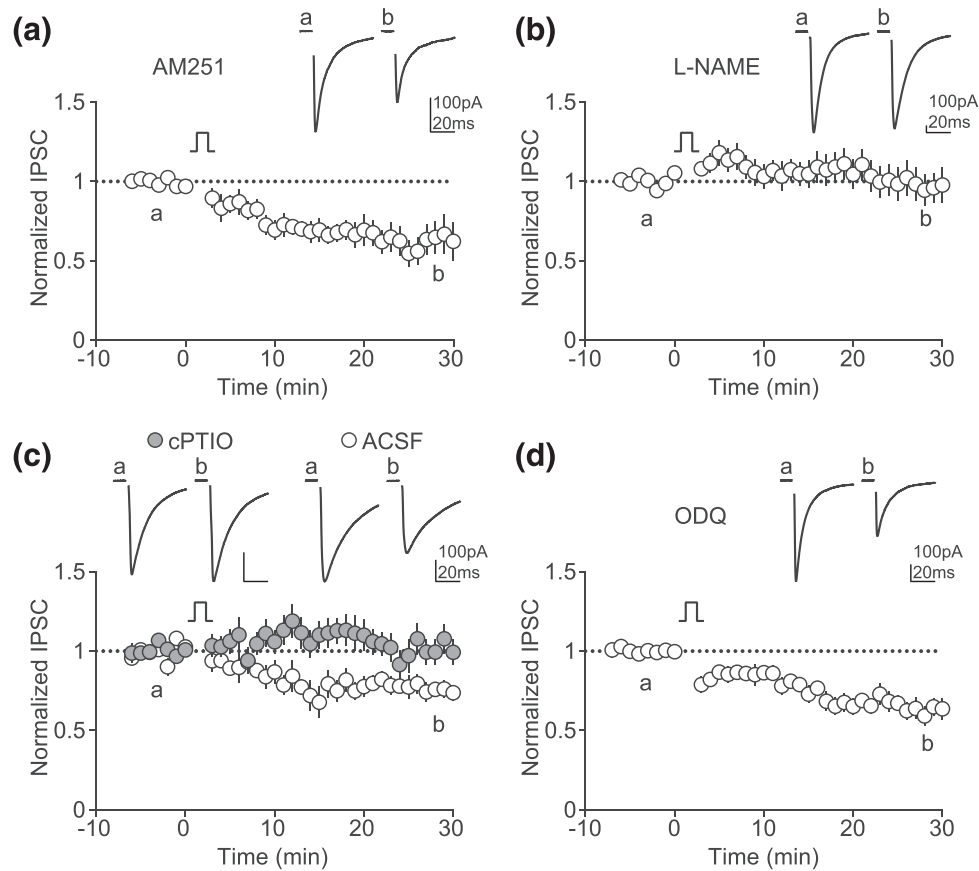 (a)
AM251
a
b
100pA
20ms
1.5
1
0.5
0
Normalized IPSC
a
b
-10
0
10
20
30
Time (min)
(b)
L-NAME
a
b
100pA
20ms
1.5
1
0.5
0
Normalized IPSC
a
b
-10
0
10
20
30
Time (min)
(c)
cPTIO
ACSF
a
b
a
b
100pA
20ms
1.5
1
0.5
0
Normalized IPSC
a
b
-10
0
10
20
30
Time (min)
(d)
ODQ
a
b
100pA
20ms
1.5
1
0.5
0
Normalized IPSC
a
b
-10
0
10
20
30
Time (min)